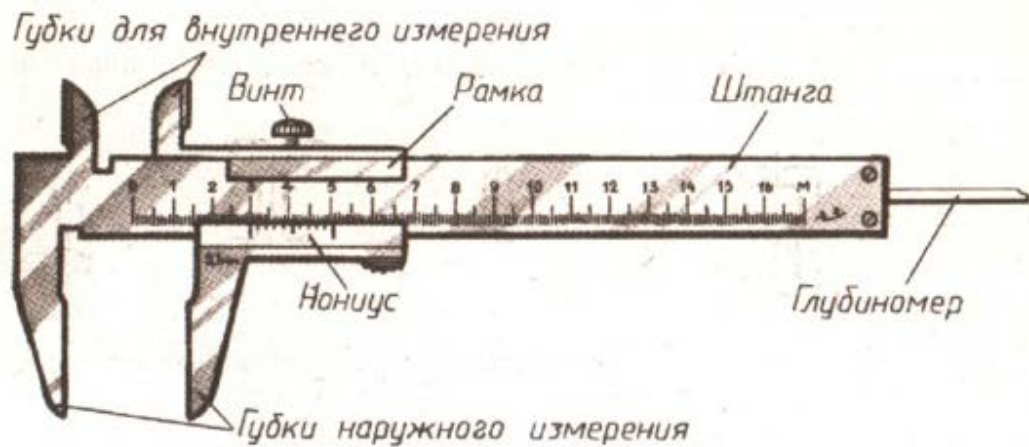 Губки для внутреннего измерения
Винт
Рамка
Штанга
0 1 2 3 4 5 6 7 8 9 10 11 12 13 14 15 16 М
Нониус
Глубиномер
Губки наружного измерения